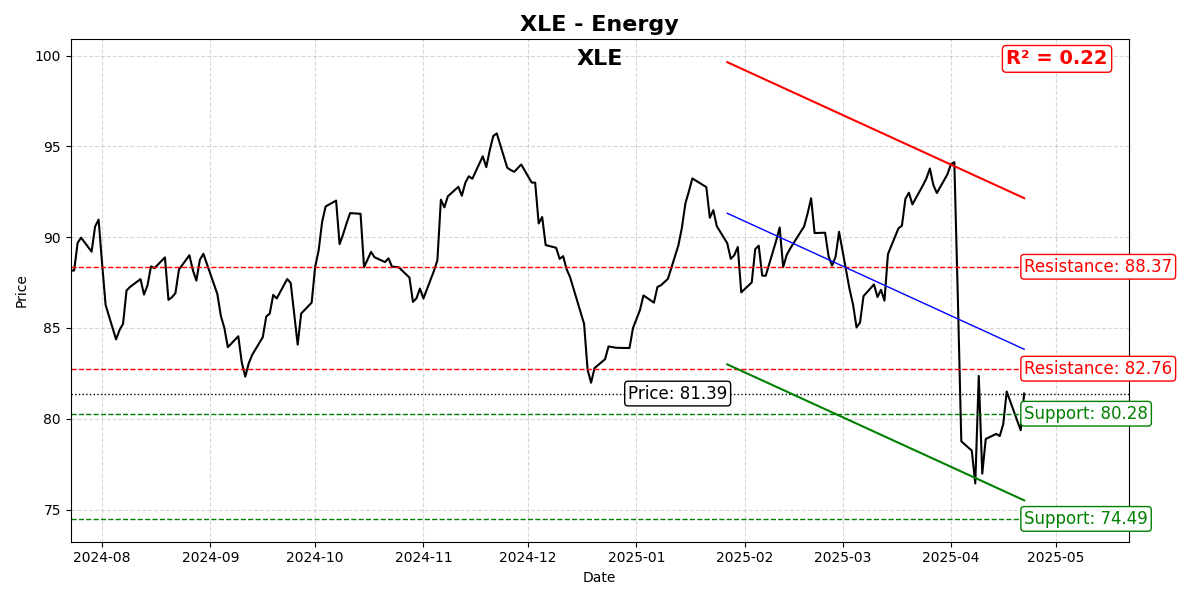 XLE - Energy
XLE
R² = 0.22
100
95
90
85
80
75
Price
Resistance: 88.37
Resistance: 82.76
Price: 81.39
Support: 80.28
Support: 74.49
2024-08
2024-09
2024-10
2024-11
2024-12
2025-01
2025-02
2025-03
2025-04
2025-05
Date